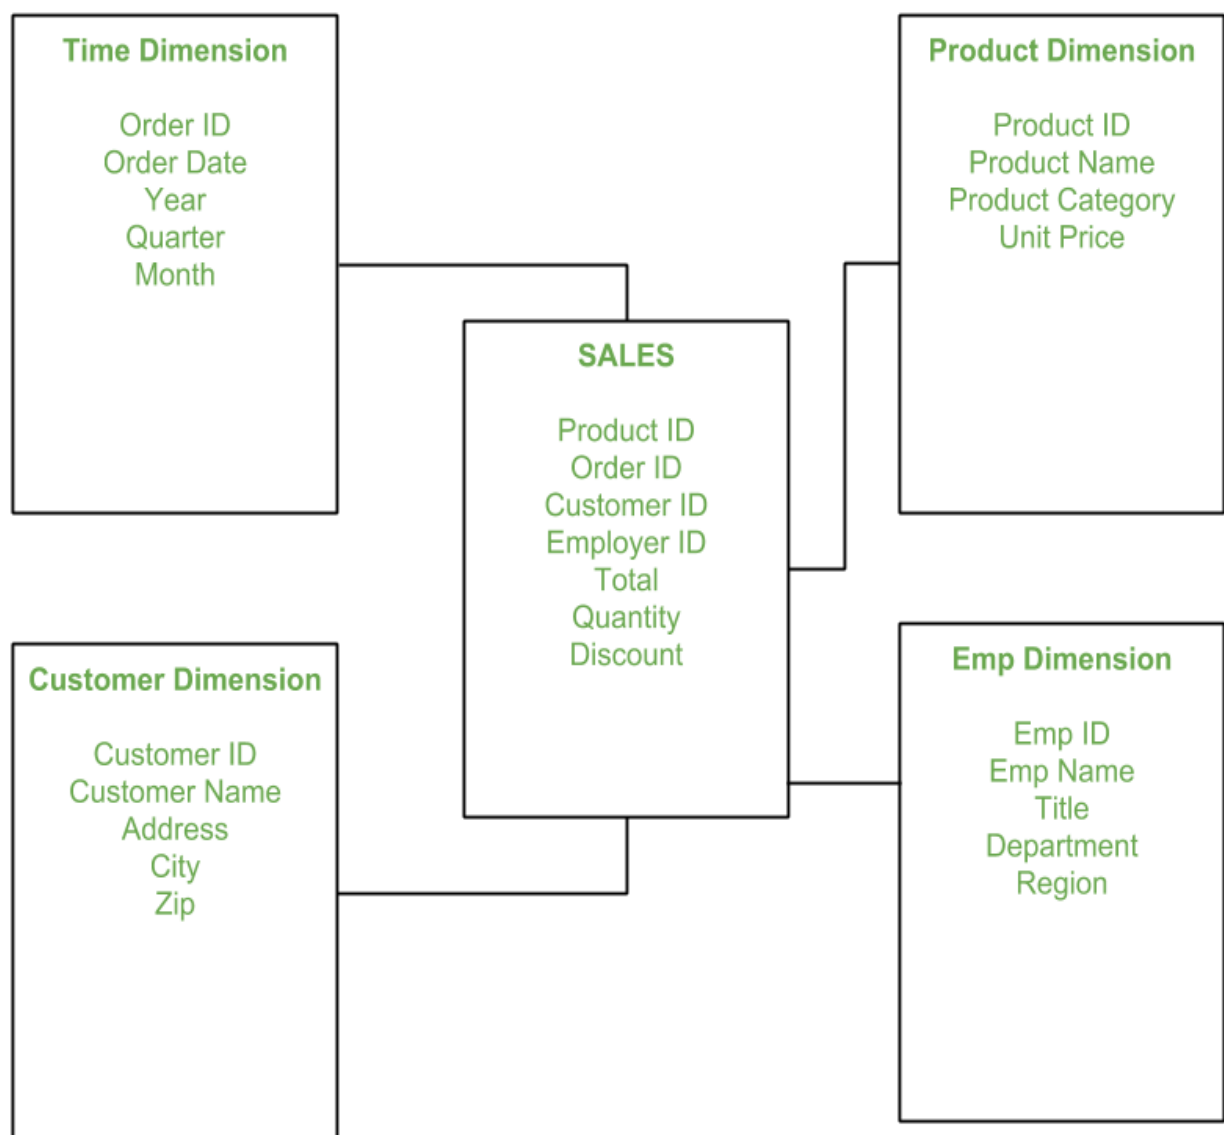 Time Dimension
Order ID
Order Date
Year
Quarter
Month
Product Dimension
Product ID
Product Name
Product Category
Unit Price
SALES
Product ID
Order ID
Customer ID
Employer ID
Total
Quantity
Discount
Customer Dimension
Customer ID
Customer Name
Address
City
Zip
Emp Dimension
Emp ID
Emp Name
Title
Department
Region